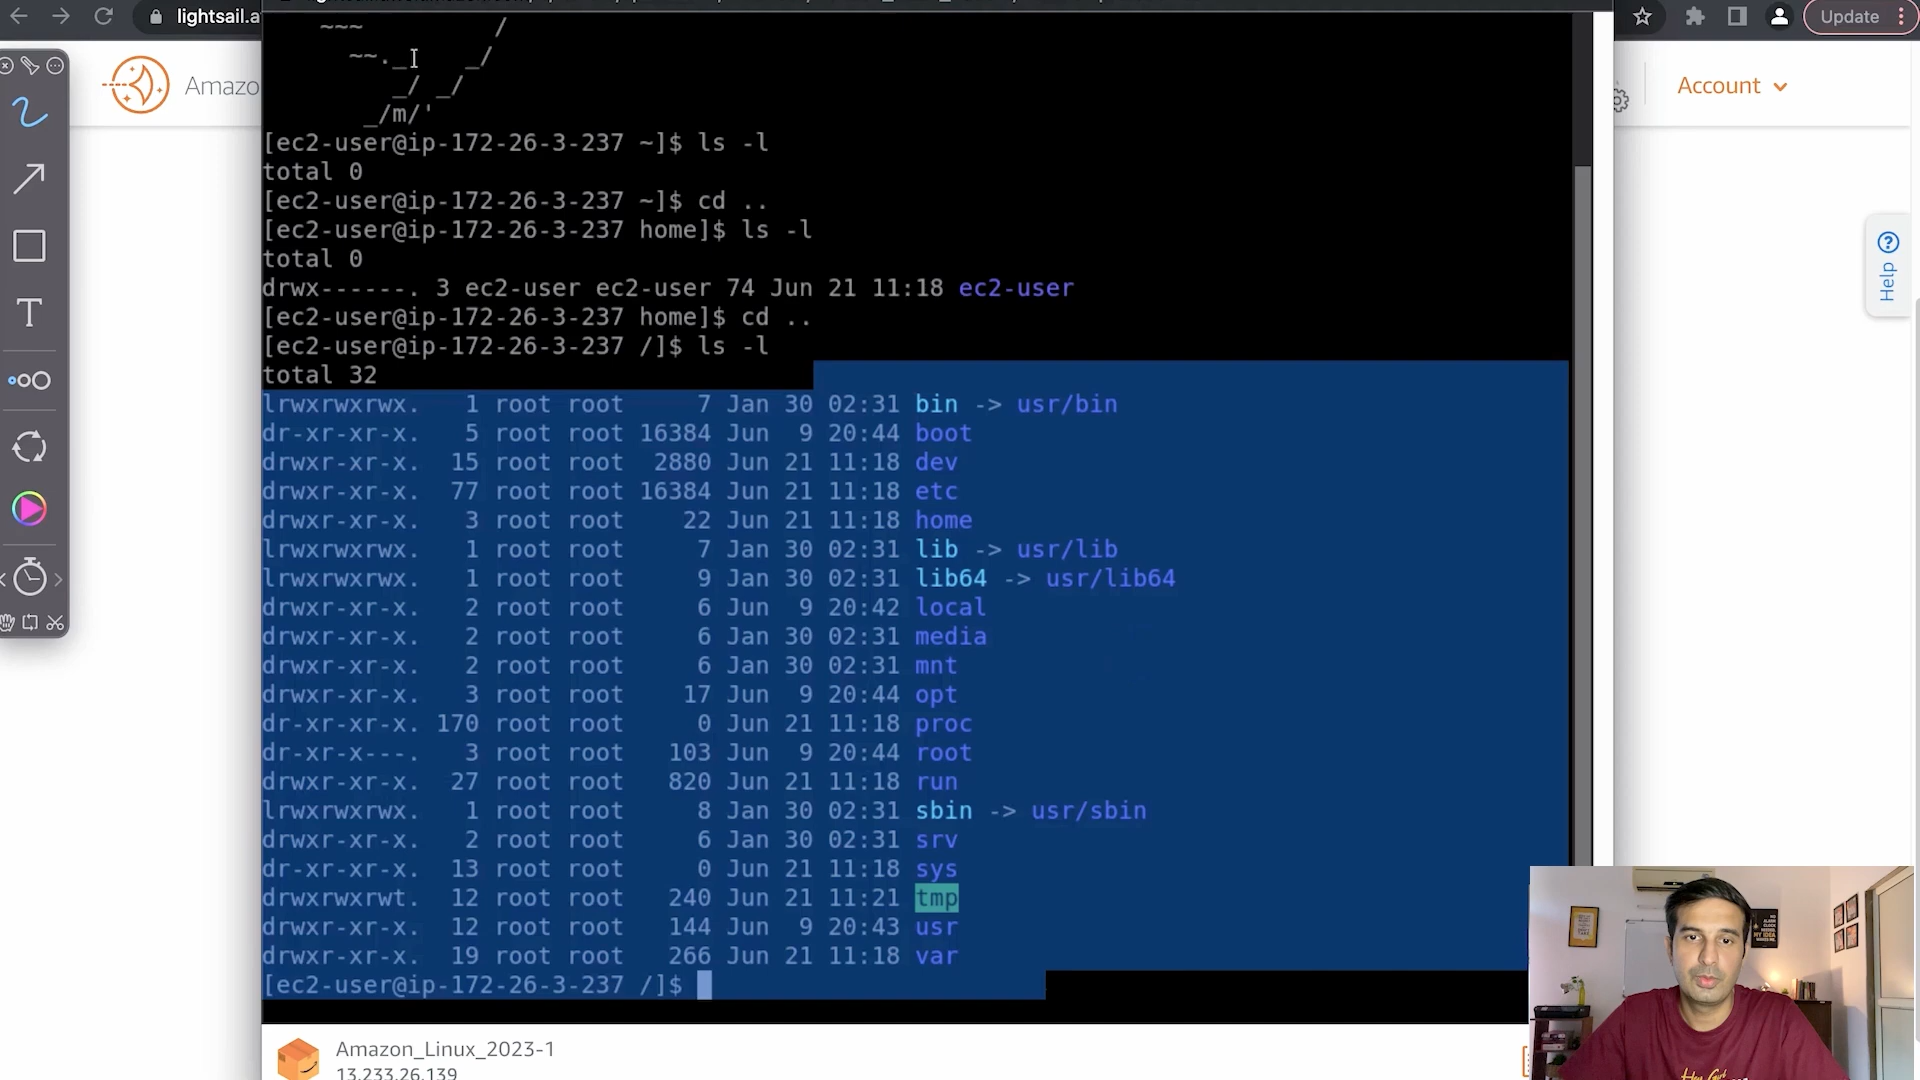 lightsail.a
Update
Amazo
Account
Help
~~~ /
~~._ _/
_/ _/
_/m/'
[ec2-user@ip-172-26-3-237 ~]$ ls -l
total 0
[ec2-user@ip-172-26-3-237 ~]$ cd ..
[ec2-user@ip-172-26-3-237 home]$ ls -l
total 0
drwx------. 3 ec2-user ec2-user 74 Jun 21 11:18 ec2-user
[ec2-user@ip-172-26-3-237 home]$ cd ..
[ec2-user@ip-172-26-3-237 /]$ ls -l
total 32
lrwxrwxrwx. 1 root root 7 Jan 30 02:31 bin -> usr/bin
dr-xr-xr-x. 5 root root 16384 Jun 9 20:44 boot
drwxr-xr-x. 15 root root 2880 Jun 21 11:18 dev
drwxr-xr-x. 77 root root 16384 Jun 21 11:18 etc
drwxr-xr-x. 3 root root 22 Jun 21 11:18 home
lrwxrwxrwx. 1 root root 7 Jan 30 02:31 lib -> usr/lib
lrwxrwxrwx. 1 root root 9 Jan 30 02:31 lib64 -> usr/lib64
drwxr-xr-x. 2 root root 6 Jun 9 20:42 local
drwxr-xr-x. 2 root root 6 Jan 30 02:31 media
drwxr-xr-x. 2 root root 6 Jan 30 02:31 mnt
drwxr-xr-x. 3 root root 17 Jun 9 20:44 opt
dr-xr-xr-x. 170 root root 0 Jun 21 11:18 proc
dr-xr-x---. 3 root root 103 Jun 9 20:44 root
drwxr-xr-x. 27 root root 820 Jun 21 11:18 run
lrwxrwxrwx. 1 root root 8 Jan 30 02:31 sbin -> usr/sbin
drwxr-xr-x. 2 root root 6 Jan 30 02:31 srv
dr-xr-xr-x. 13 root root 0 Jun 21 11:18 sys
drwxrwxrwt. 12 root root 240 Jun 21 11:21 tmp
drwxr-xr-x. 12 root root 144 Jun 9 20:43 usr
drwxr-xr-x. 19 root root 266 Jun 21 11:18 var
[ec2-user@ip-172-26-3-237 /]$
Amazon_Linux_2023-1
13.233.26.139